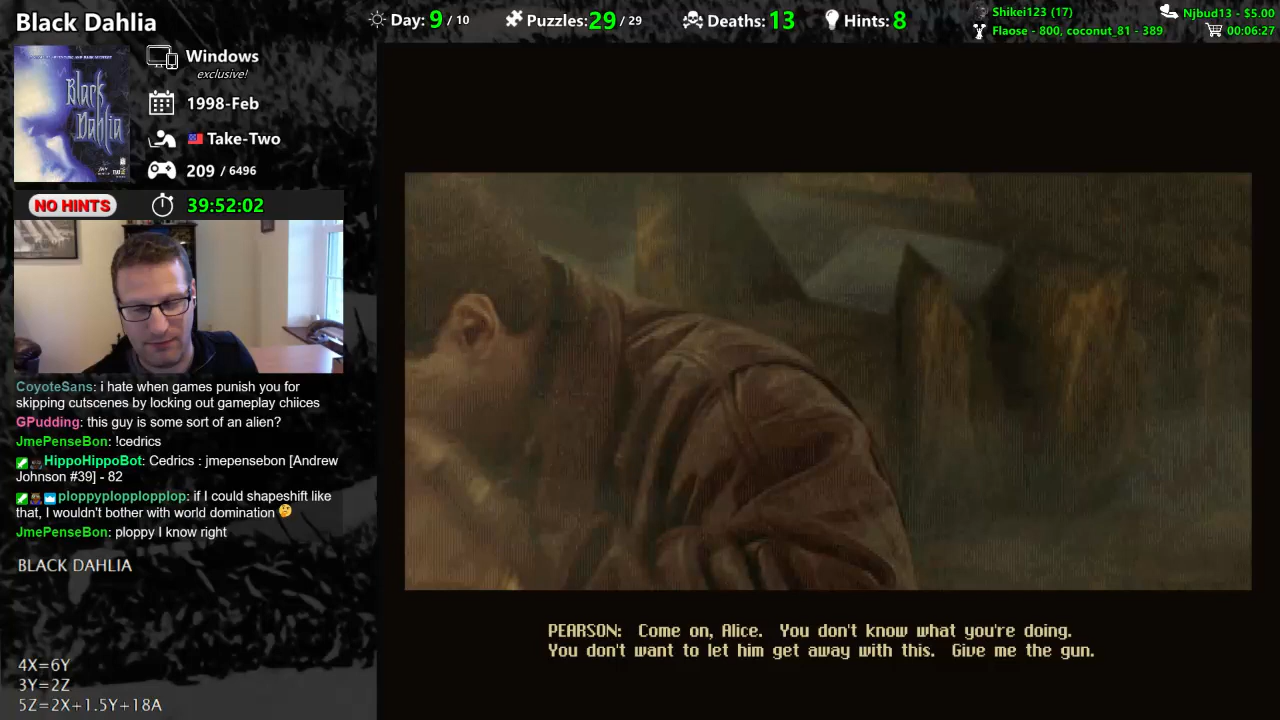 Black Dahlia
Day: 9 / 10
Puzzles: 29 / 29
Deaths: 13
Hints: 8
Shikei123 (17)
Flaose - 800, coconut_81 - 389
Njbud13 - $5.00
00:06:27
Black
Dahlia
Windows
exclusive!
1998-Feb
Take-Two
209 / 6496
NO HINTS
39:52:02
CoyoteSans: i hate when games punish you for
skipping cutscenes by locking out gameplay chiices
GPudding: this guy is some sort of an alien?
JmePenseBon: !cedrics
HippoHippoBot: Cedrics : jmepensebon [Andrew
Johnson #39] - 82
ploppyplopplopplop: if I could shapeshift like
that, I wouldn't bother with world domination 🤔
JmePenseBon: ploppy I know right
BLACK DAHLIA
4X=6Y
3Y=2Z
5Z=2X+1.5Y+18A
PEARSON: Come on, Alice. You don't know what you're doing.
You don't want to let him get away with this. Give me the gun.